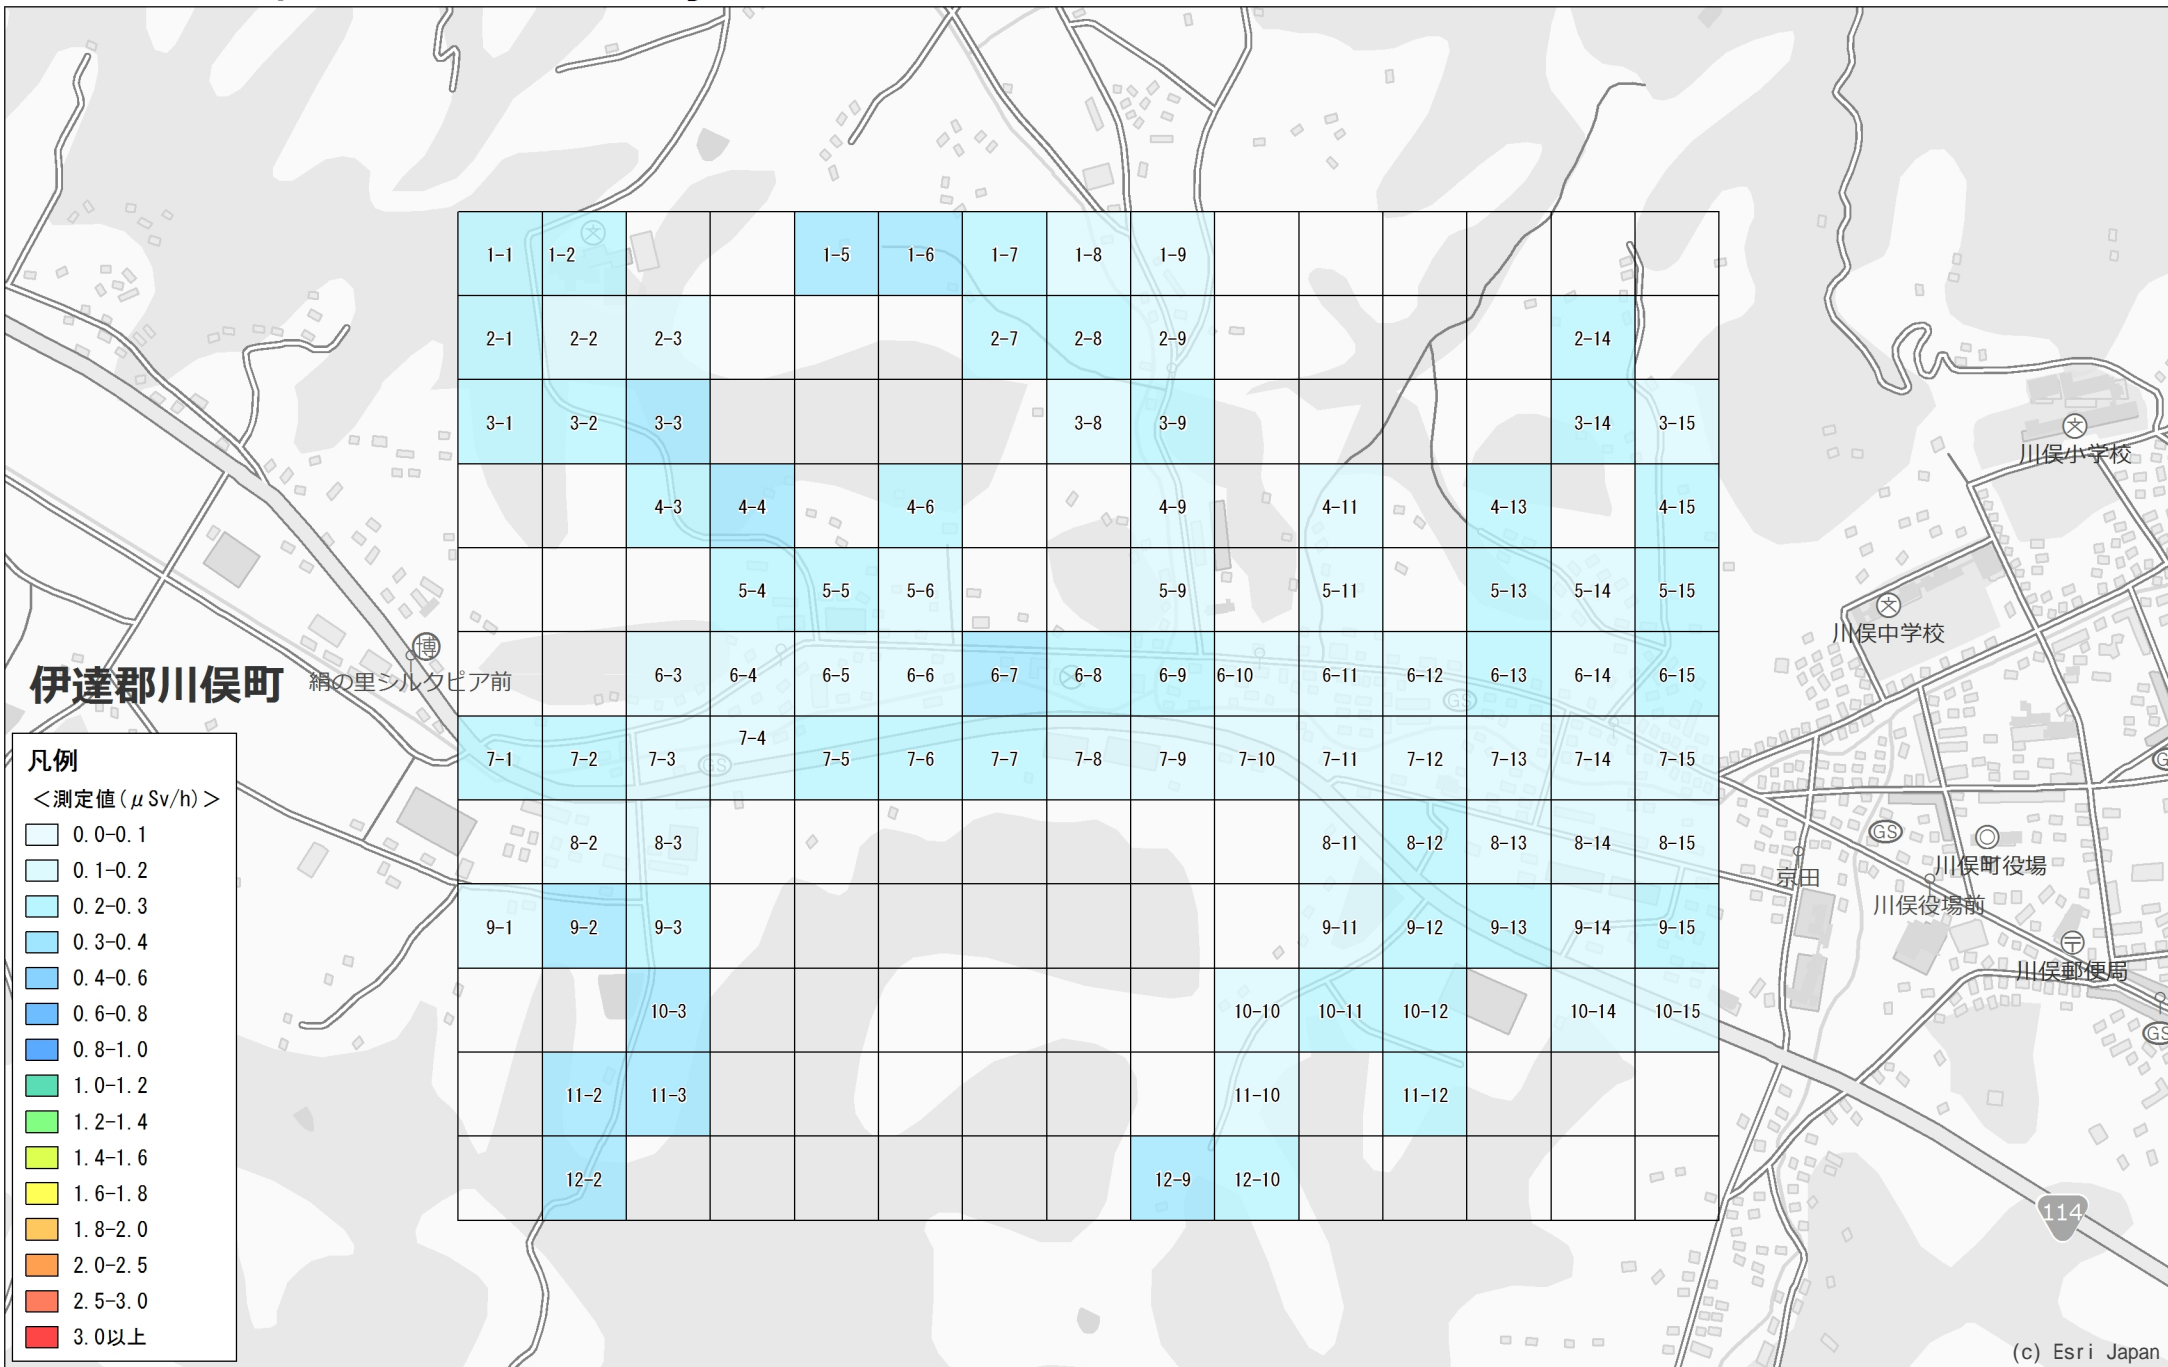 1-1 1-2 1-5 1-6 1-7 1-8 1-9
2-1 2-2 2-3 2-7 2-8 2-9 2-14
3-1 3-2 3-3 3-8 3-9 3-14 3-15
川俣小学校
4-3 4-4 4-6 4-9 4-11 4-13 4-15
5-4 5-5 5-6 5-9 5-11 5-13 5-14 5-15
川俣中学校
博
伊達郡川俣町
絹の里シルクピア前
6-3 6-4 6-5 6-6 6-7 6-8 6-9 6-10 6-11 6-12 6-13 6-14 6-15
GS
7-1 7-2 7-3 7-4 7-5 7-6 7-7 7-8 7-9 7-10 7-11 7-12 7-13 7-14 7-15
GS
8-2 8-3 8-11 8-12 8-13 8-14 8-15
GS
川俣町役場
京田
川俣役場前
9-1 9-2 9-3 9-11 9-12 9-13 9-14 9-15
川俣郵便局
10-3 10-10 10-11 10-12 10-14 10-15
GS
11-2 11-3 11-10 11-12
12-2 12-9 12-10
114
凡例
＜測定値(μSv/h)＞
0.0-0.1
0.1-0.2
0.2-0.3
0.3-0.4
0.4-0.6
0.6-0.8
0.8-1.0
1.0-1.2
1.2-1.4
1.4-1.6
1.6-1.8
1.8-2.0
2.0-2.5
2.5-3.0
3.0以上
(c) Esri Japan